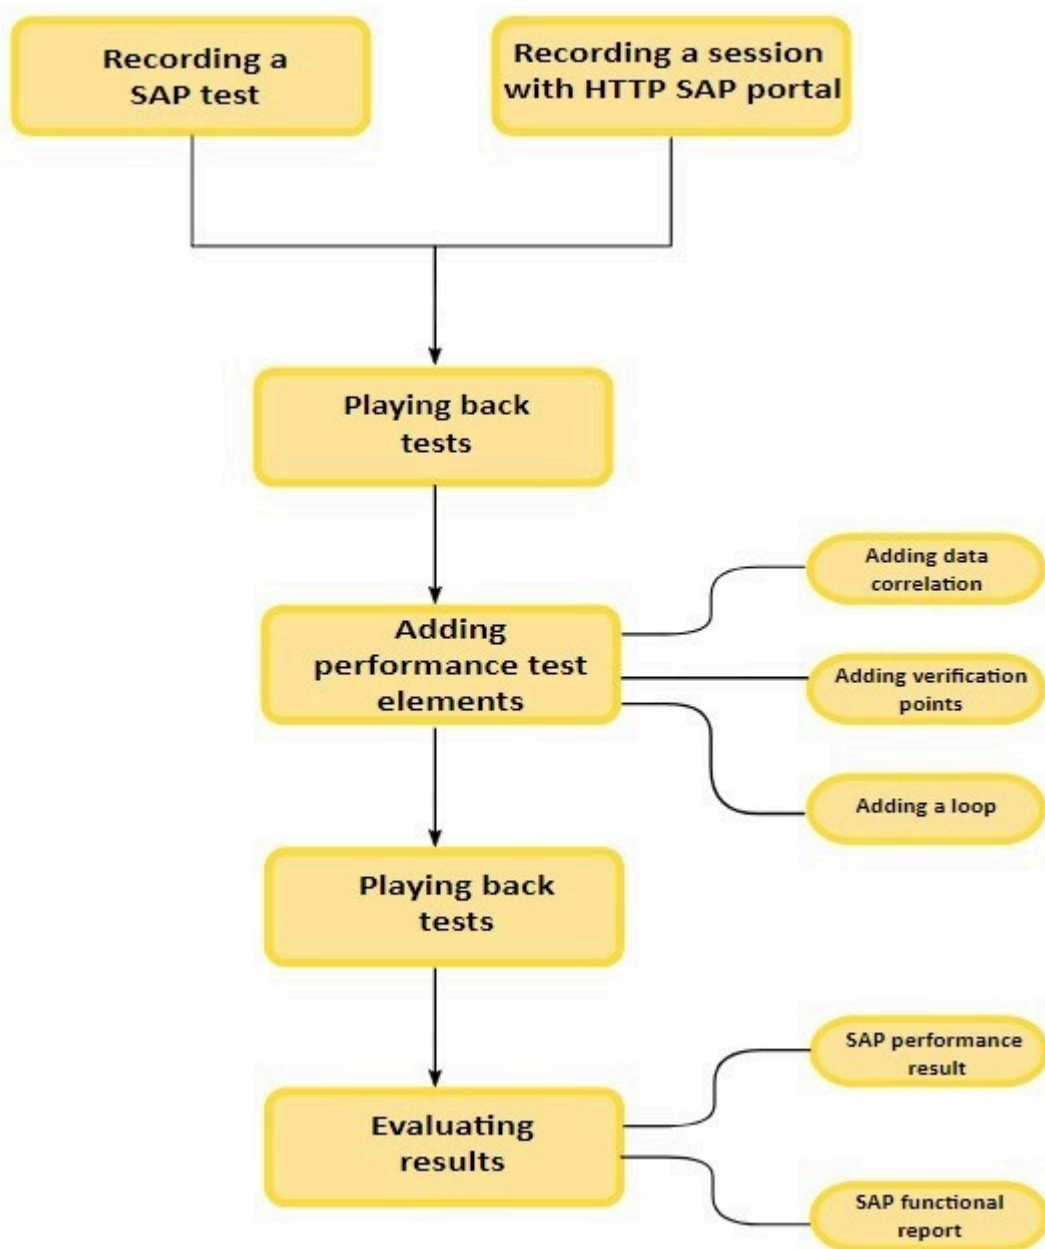 Recording a
SAP test
Recording a session
with HTTP SAP portal
Playing back
tests
Adding data
correlation
Adding
performance test
elements
Adding verification
points
Adding a loop
Playing back
tests
SAP performance
result
Evaluating
results
SAP functional
report